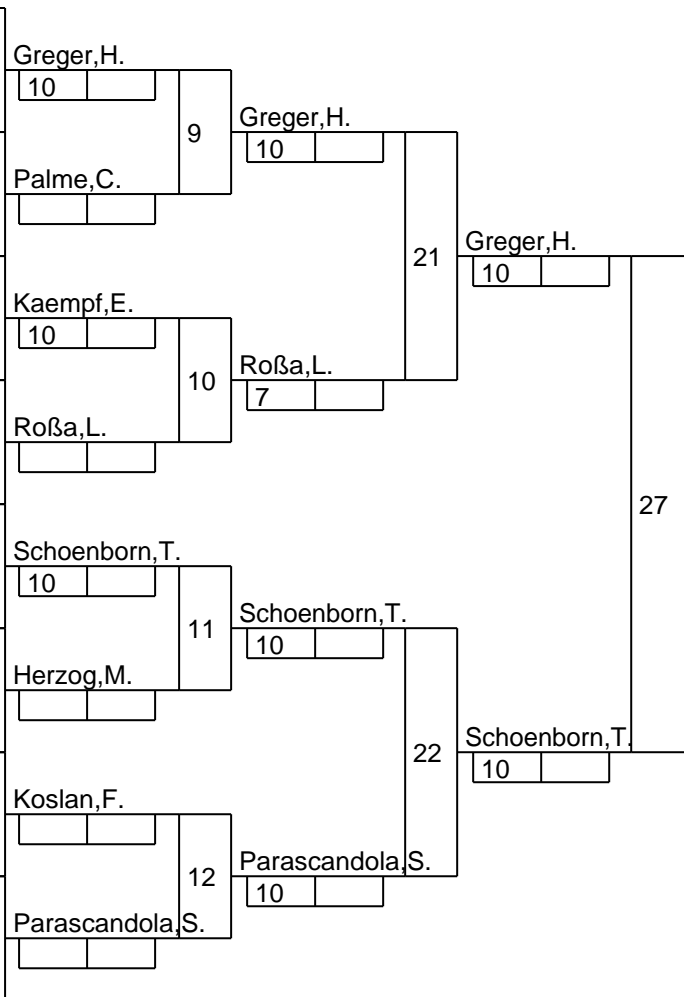 Greger,H.
10
9
Palme,C.
Greger,H.
10
21
Kaempf,E.
10
10
Roßa,L.
Roßa,L.
7
Greger,H.
10
27
Schoenborn,T.
10
11
Herzog,M.
Schoenborn,T.
10
22
Koslan,F.
12
Parascandola,S.
Parascandola,S.
10
Schoenborn,T.
10